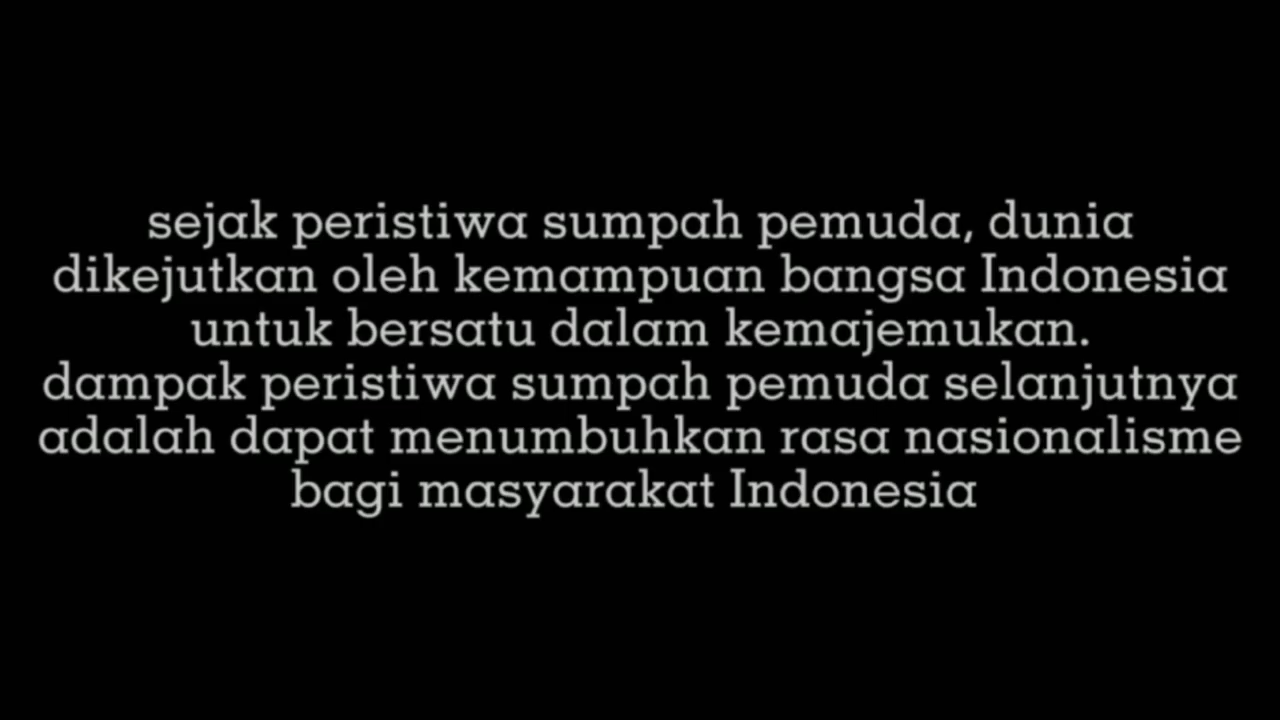 sejak peristiwa sumpah pemuda, dunia
dikejutkan oleh kemampuan bangsa Indonesia
untuk bersatu dalam kemajemukan.
dampak peristiwa sumpah pemuda selanjutnya
adalah dapat menumbuhkan rasa nasionalisme
bagi masyarakat Indonesia